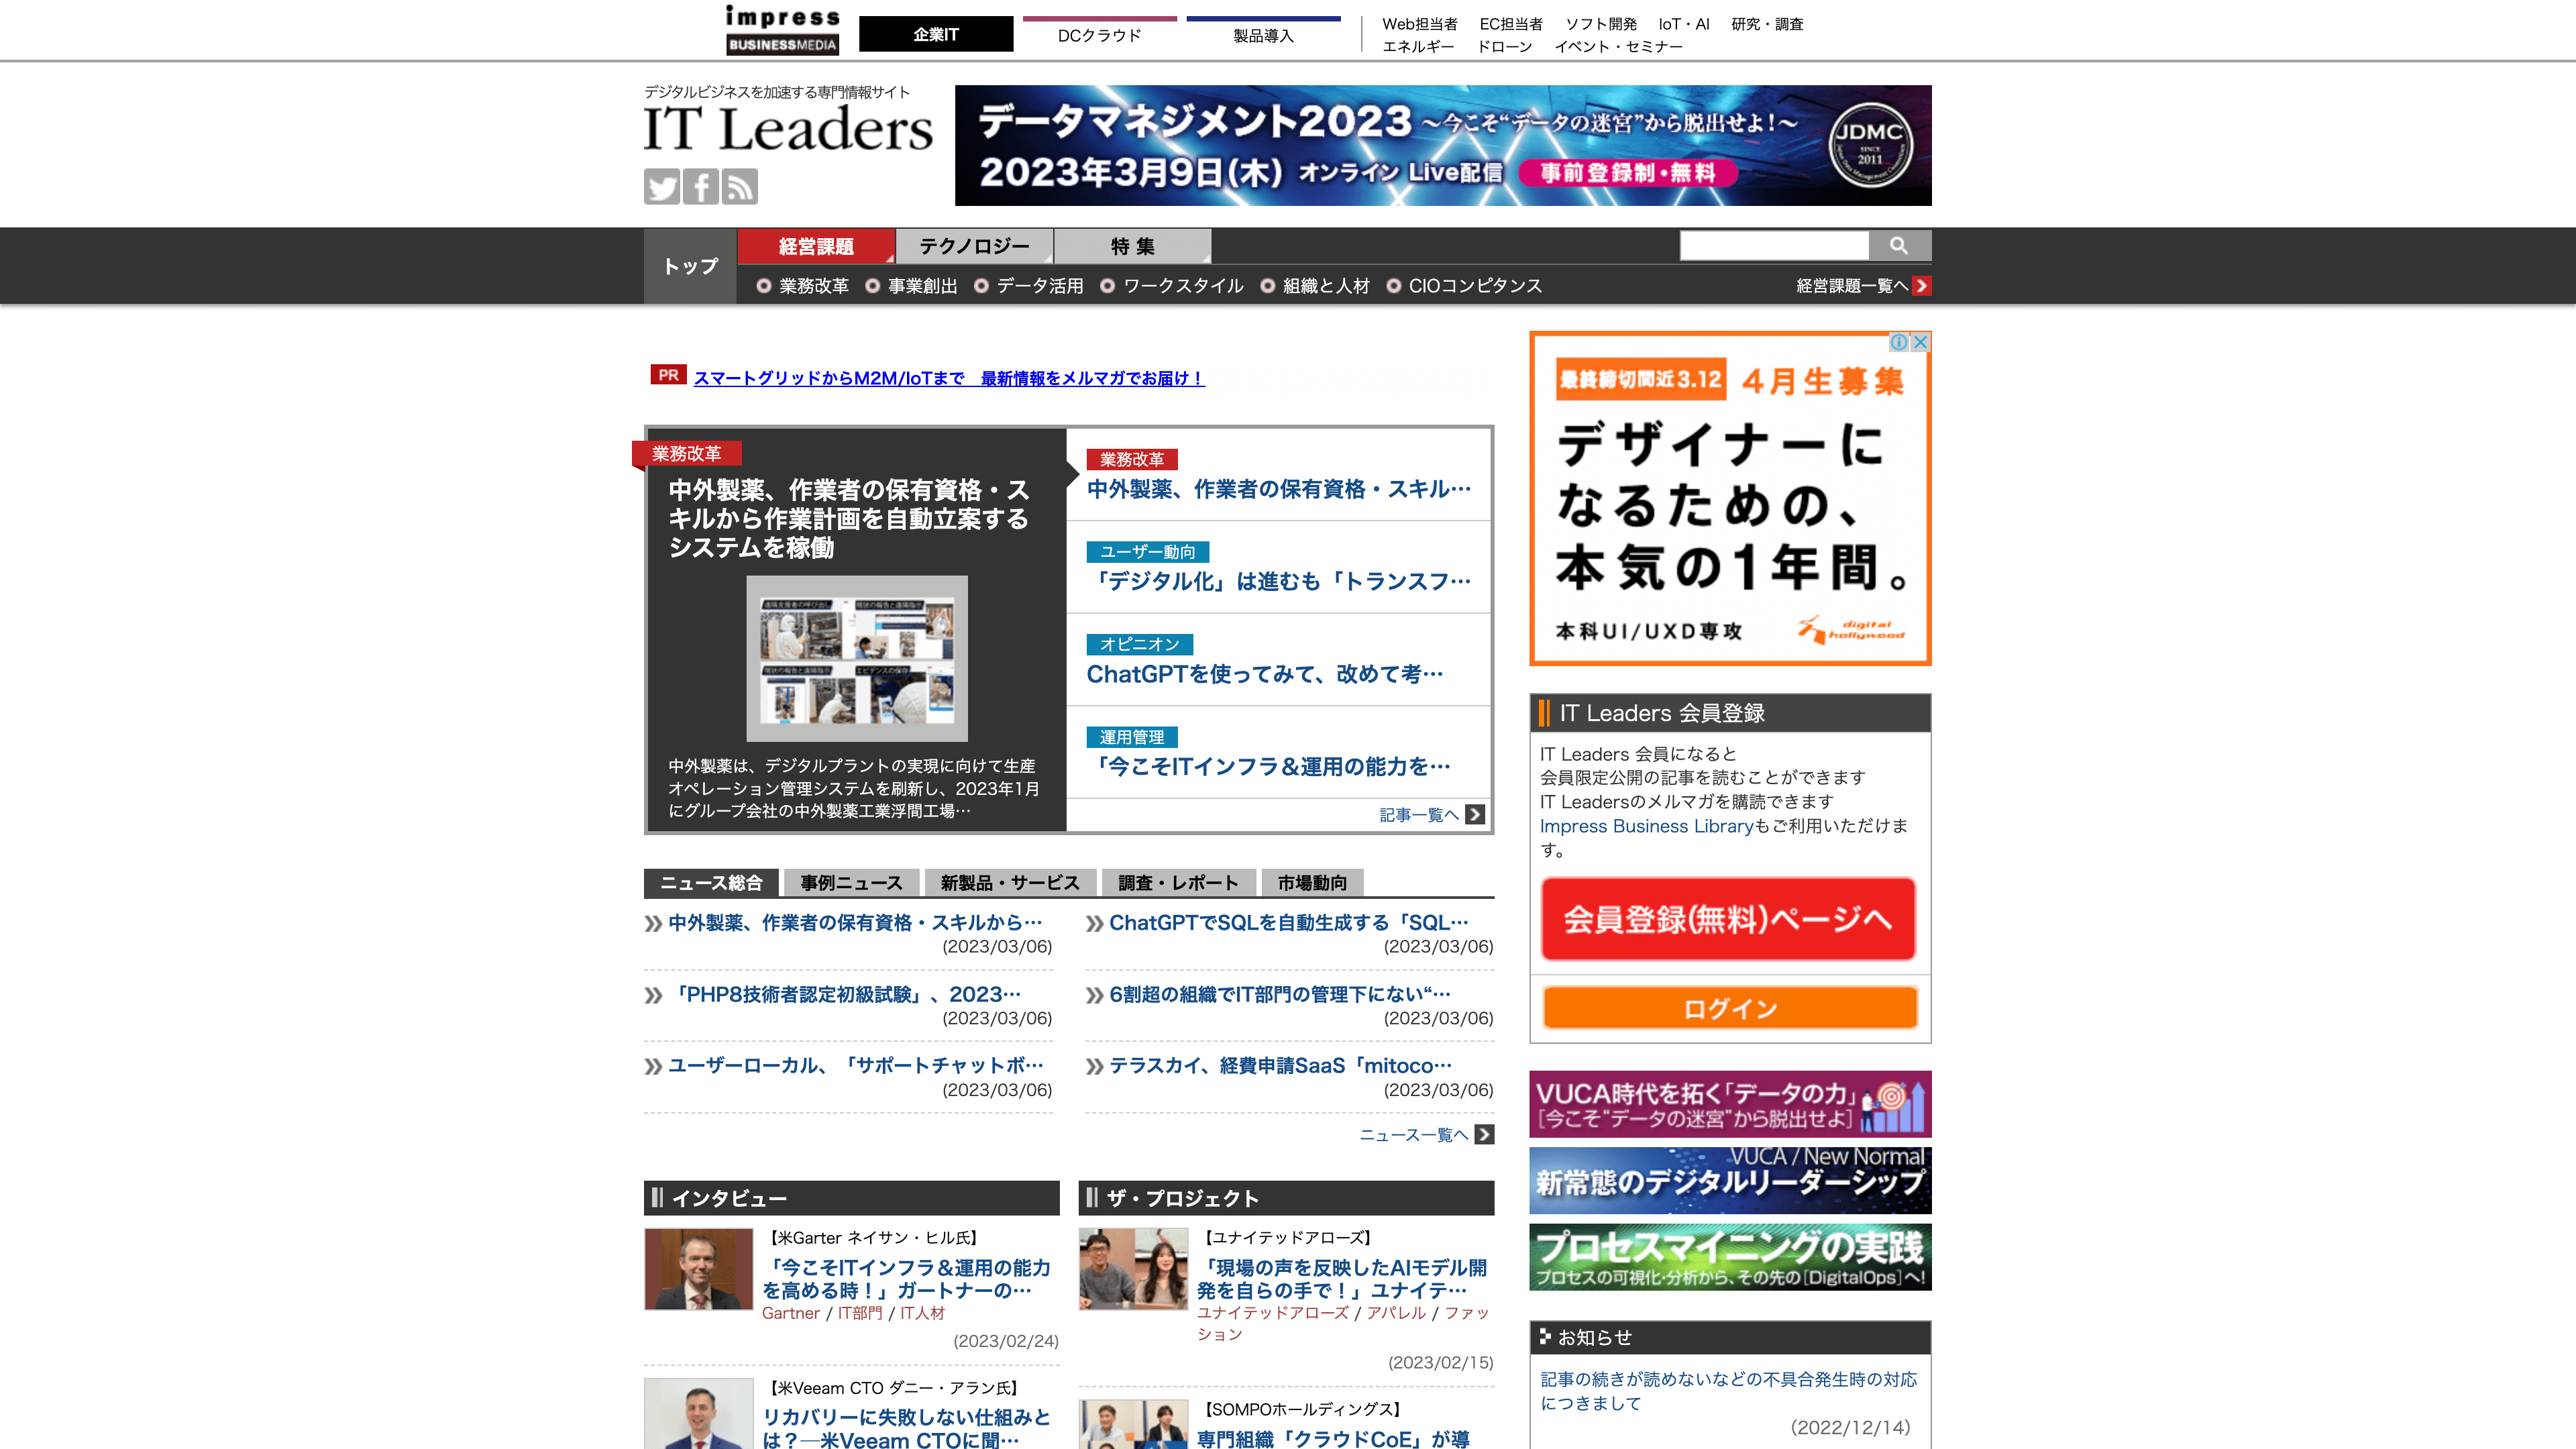 impress
BUSINESSMEDIA
企業IT
DCクラウド
製品導入
Web担当者 EC担当者 ソフト開発 IoT・AI 研究・調査
エネルギー ドローン イベント・セミナー
デジタルビジネスを加速する専門情報サイト
IT Leaders
データマネジメント2023 〜今こそ“データの迷宮”から脱出せよ!〜
2023年3月9日(木) オンライン Live配信 事前登録制・無料
JDMC
SINCE
2011
トップ
経営課題
テクノロジー
特 集
業務改革 事業創出 データ活用 ワークスタイル 組織と人材 CIOコンピタンス
経営課題一覧へ
PR スマートグリッドからM2M/IoTまで 最新情報をメルマガでお届け！
業務改革
中外製薬、作業者の保有資格・ス
キルから作業計画を自動立案する
システムを稼働
遠隔支援者の呼び出し
現状の報告と遠隔指示
現状の報告と遠隔指示
エビデンスの保存
中外製薬は、デジタルプラントの実現に向けて生産
オペレーション管理システムを刷新し、2023年1月
にグループ会社の中外製薬工業浮間工場…
業務改革
中外製薬、作業者の保有資格・スキル…
ユーザー動向
「デジタル化」は進むも「トランスフ…
オピニオン
ChatGPTを使ってみて、改めて考…
運用管理
「今こそITインフラ＆運用の能力を…
記事一覧へ
ニュース総合
事例ニュース
新製品・サービス
調査・レポート
市場動向
中外製薬、作業者の保有資格・スキルから…
(2023/03/06)
ChatGPTでSQLを自動生成する「SQL…
(2023/03/06)
「PHP8技術者認定初級試験」、2023…
(2023/03/06)
6割超の組織でIT部門の管理下にない“…
(2023/03/06)
ユーザーローカル、「サポートチャットボ…
(2023/03/06)
テラスカイ、経費申請SaaS「mitoco…
(2023/03/06)
ニュース一覧へ
インタビュー
【米Garter ネイサン・ヒル氏】
「今こそITインフラ＆運用の能力
を高める時！」ガートナーの…
Gartner / IT部門 / IT人材
(2023/02/24)
【米Veeam CTO ダニー・アラン氏】
リカバリーに失敗しない仕組みと
は？─米Veeam CTOに聞…
ザ・プロジェクト
【ユナイテッドアローズ】
「現場の声を反映したAIモデル開
発を自らの手で！」ユナイテ…
ユナイテッドアローズ / アパレル / ファッ
ション
(2023/02/15)
【SOMPOホールディングス】
専門組織「クラウドCoE」が導
最終締切間近3.12 4月生募集
デザイナーに
なるための、
本気の1年間。
本科UI/UXD専攻
digital
hollywood
IT Leaders 会員登録
IT Leaders 会員になると
会員限定公開の記事を読むことができます
IT Leadersのメルマガを購読できます
Impress Business Libraryもご利用いただけま
す。
会員登録(無料)ページへ
ログイン
VUCA時代を拓く「データの力」
[今こそ“データの迷宮”から脱出せよ]
VUCA / New Normal
新常態のデジタルリーダーシップ
プロセスマイニングの実践
プロセスの可視化・分析から、その先の[DigitalOps]へ!
お知らせ
記事の続きが読めないなどの不具合発生時の対応
につきまして
（2022/12/14）